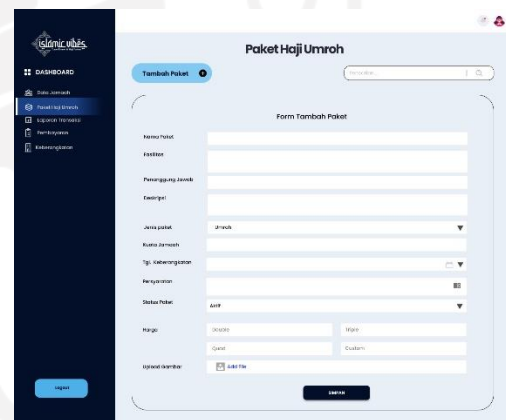 islamic.vibes.
Paket Haji Umroh
DASHBOARD
Tambah Paket
Data Jamaah
Paket Haji Umroh
Laporan Transaksi
Pembayaran
Keberangkatan
Form Tambah Paket
Nama Paket
Fasilitas
Penanggung Jawab
Deskripsi
Jenis paket
Umroh
Kuota Jamaah
Tgl. Keberangkatan
Persyaratan
Status Paket
Aktif
Harga
Double
Triple
Quad
Custom
Upload Gambar
Add file
SIMPAN
Logout